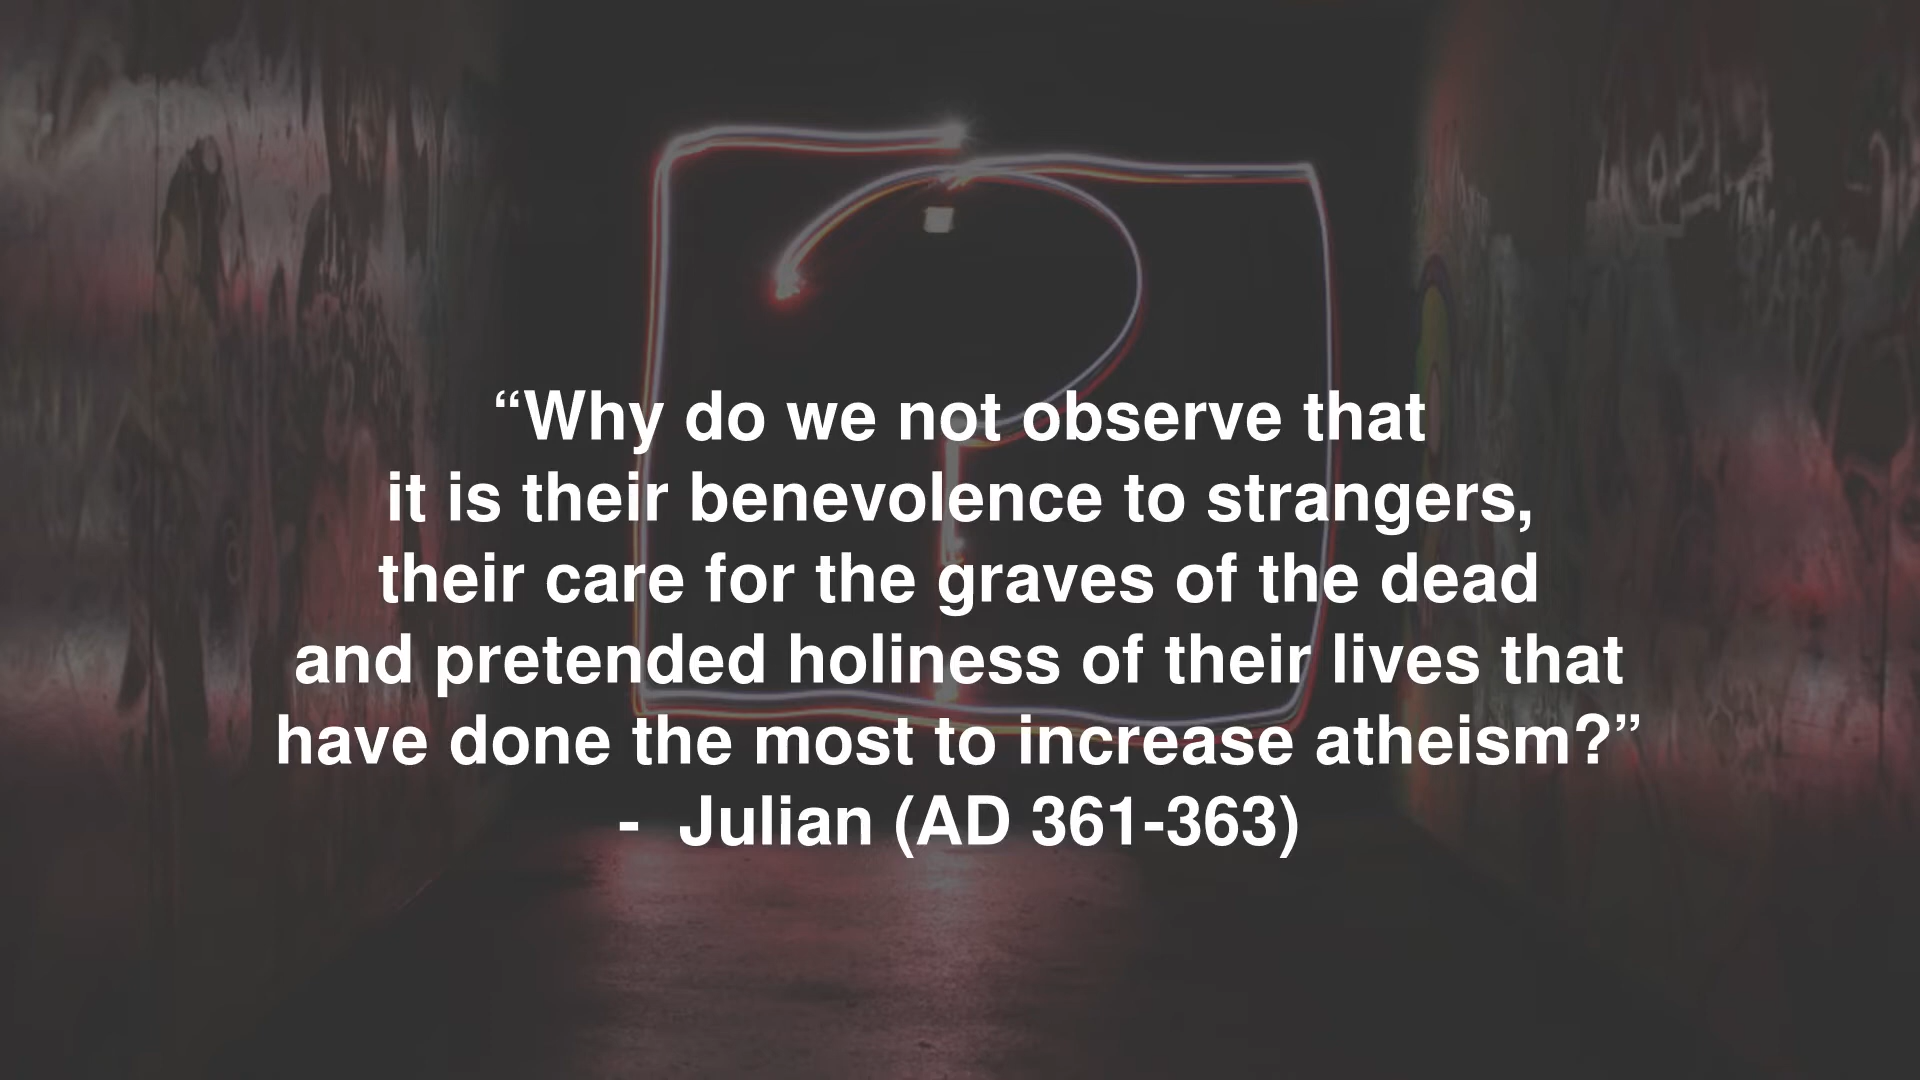 “Why do we not observe that
it is their benevolence to strangers,
their care for the graves of the dead
and pretended holiness of their lives that
have done the most to increase atheism?”
- Julian (AD 361-363)